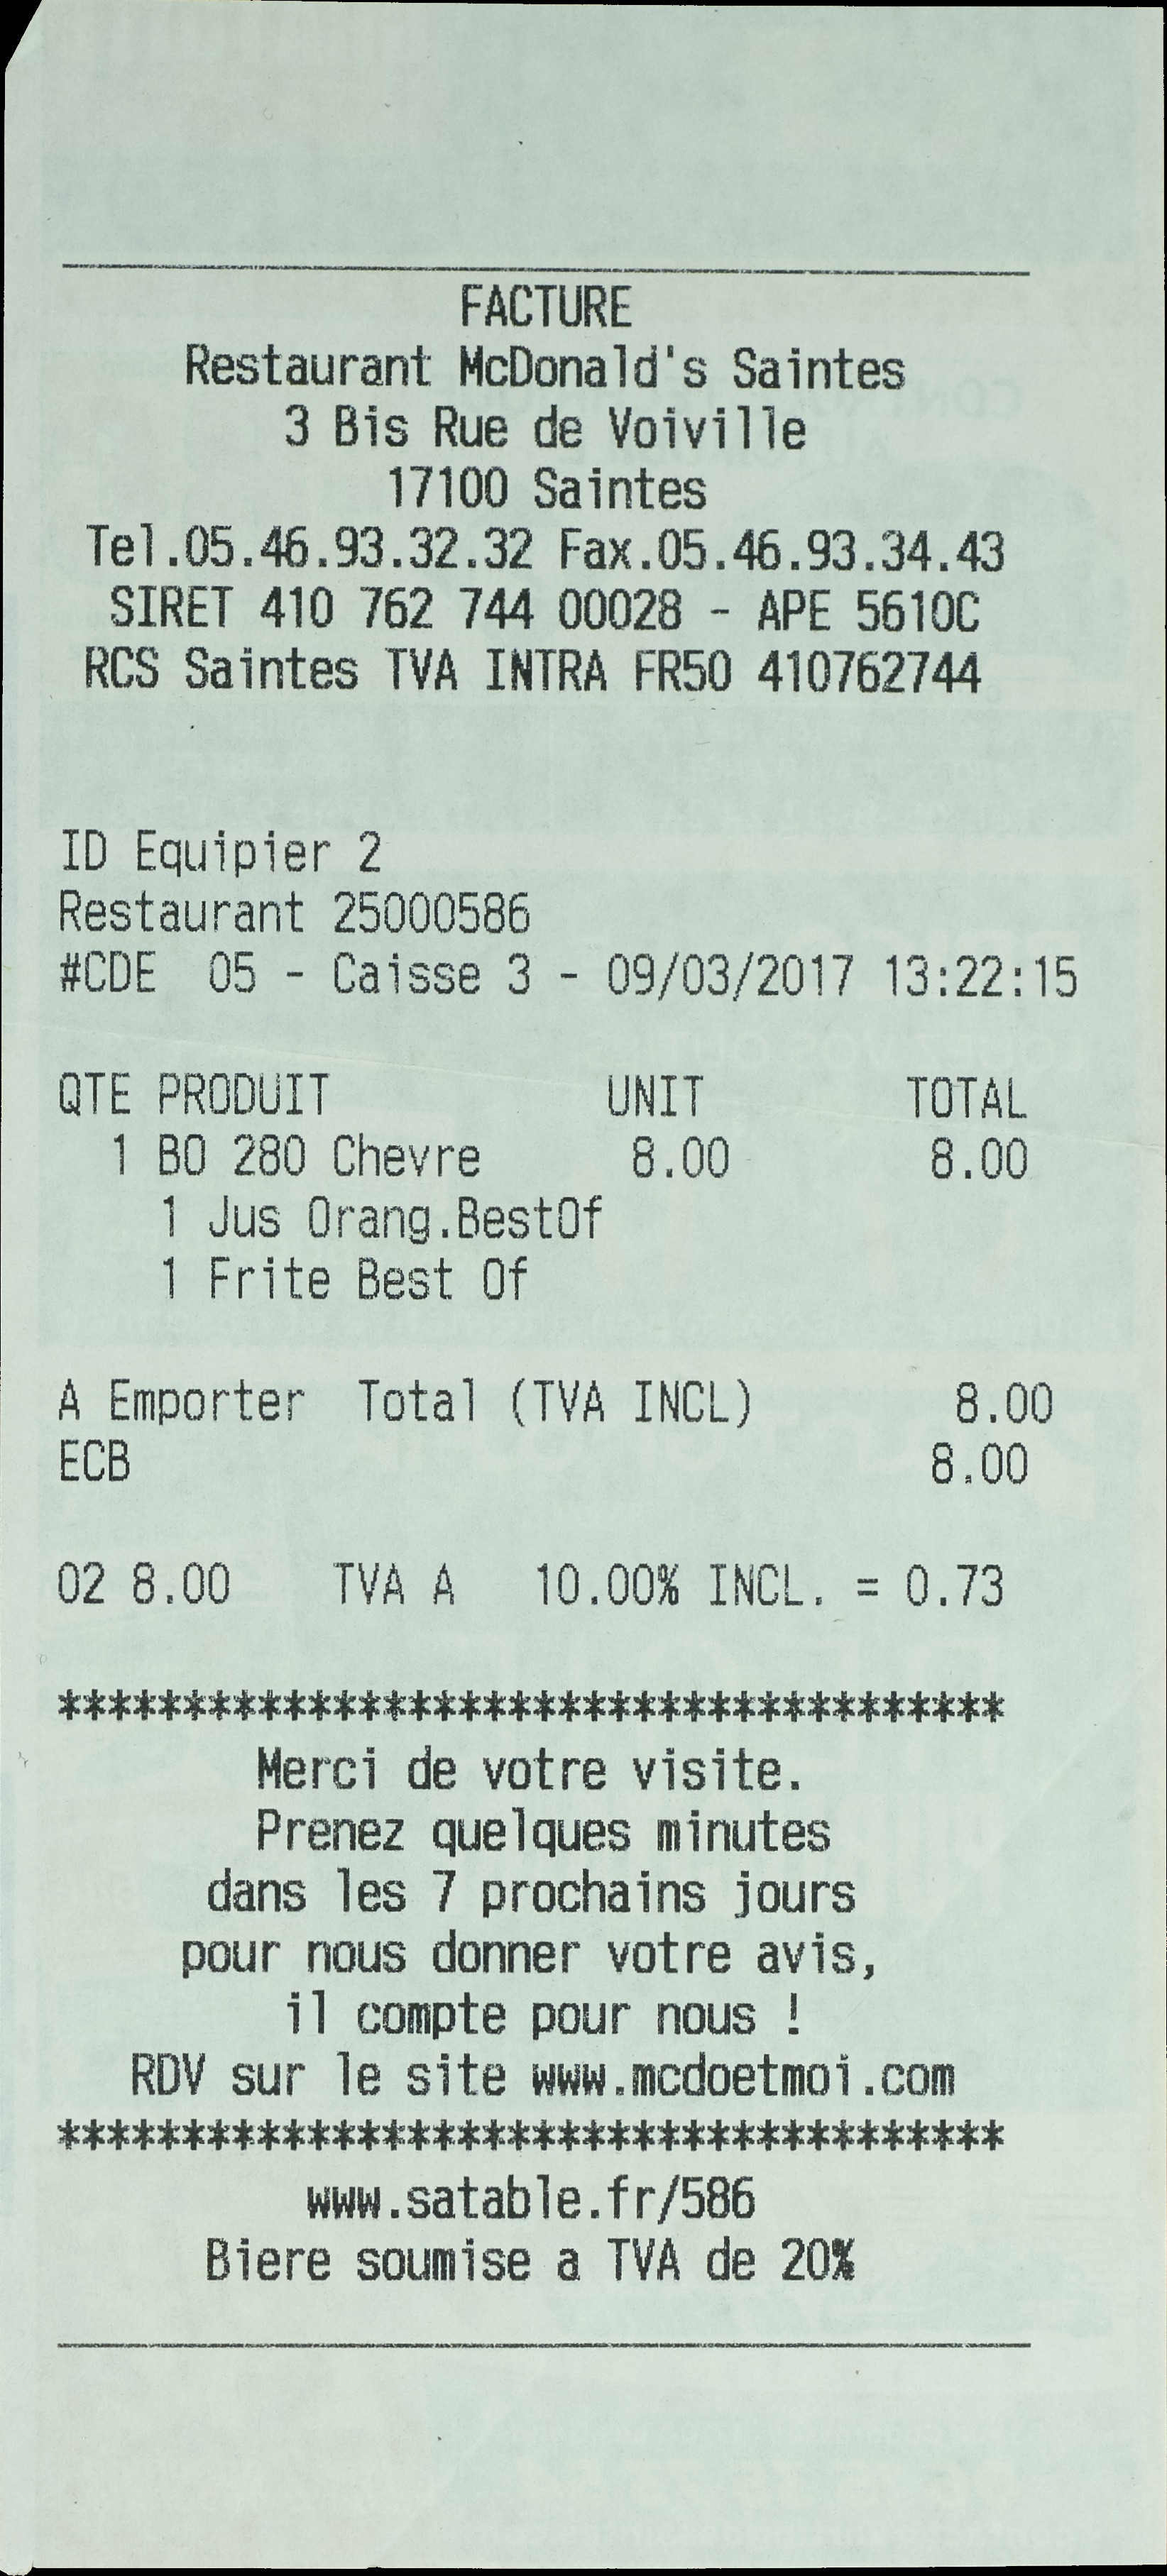 FACTURE
Restaurant McDonald's Saintes
3 Bis Rue de Voiville
17100 Saintes
Tel.05.46.93.32.32 Fax.05.46.93.34.43
SIRET 410 762 744 00028 - APE 5610C
RCS Saintes TVA INTRA FR50 410762744
ID Equipier 2
Restaurant 25000586
#CDE 05 - Caisse 3 - 09/03/2017 13:22:15
QTE PRODUIT UNIT TOTAL
1 BO 280 Chevre 8.00 8.00
1 Jus Orang.BestOf
1 Frite Best Of
A Emporter Total (TVA INCL) 8.00
ECB 8.00
02 8.00 TVA A 10.00% INCL. = 0.73
**************************************
Merci de votre visite.
Prenez quelques minutes
dans les 7 prochains jours
pour nous donner votre avis,
il compte pour nous !
RDV sur le site www.mcdoetmoi.com
**************************************
www.satable.fr/586
Biere soumise a TVA de 20%